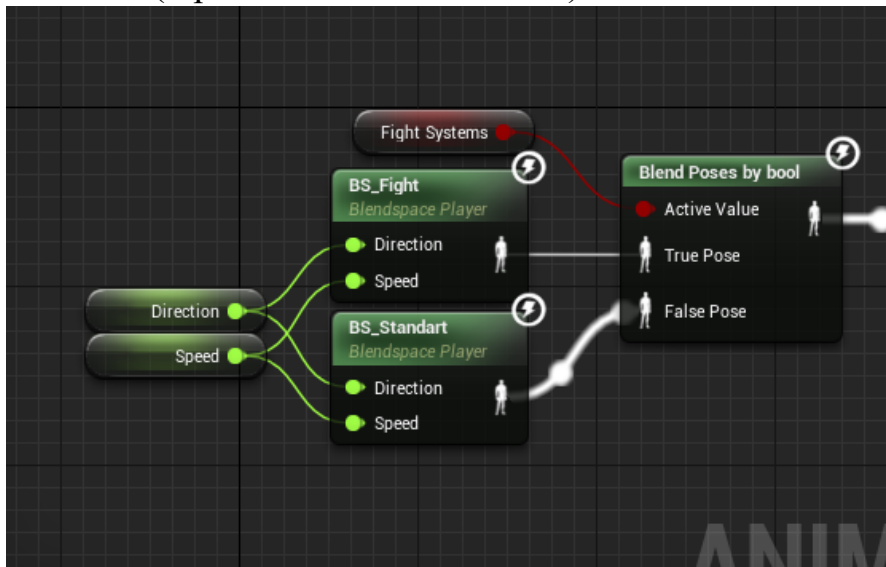 Fight Systems
BS_Fight
Blendspace Player
Direction
Speed
Direction
Speed
BS_Standart
Blendspace Player
Direction
Speed
Blend Poses by bool
Active Value
True Pose
False Pose
ANIM